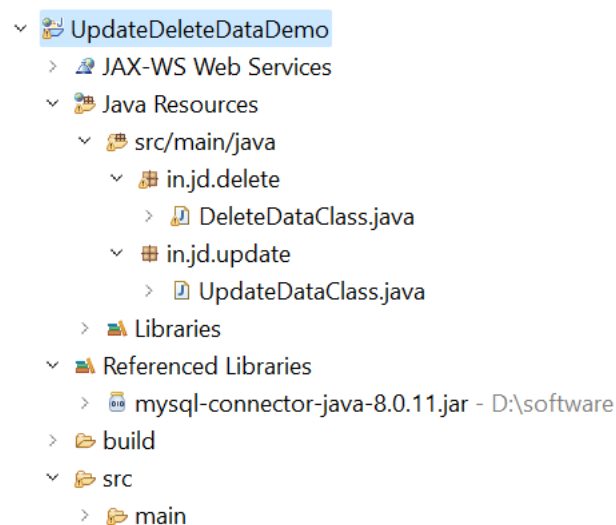 UpdateDeleteDataDemo
JAX-WS Web Services
Java Resources
src/main/java
in.jd.delete
DeleteDataClass.java
in.jd.update
UpdateDataClass.java
Libraries
Referenced Libraries
mysql-connector-java-8.0.11.jar - D:\software
build
src
main